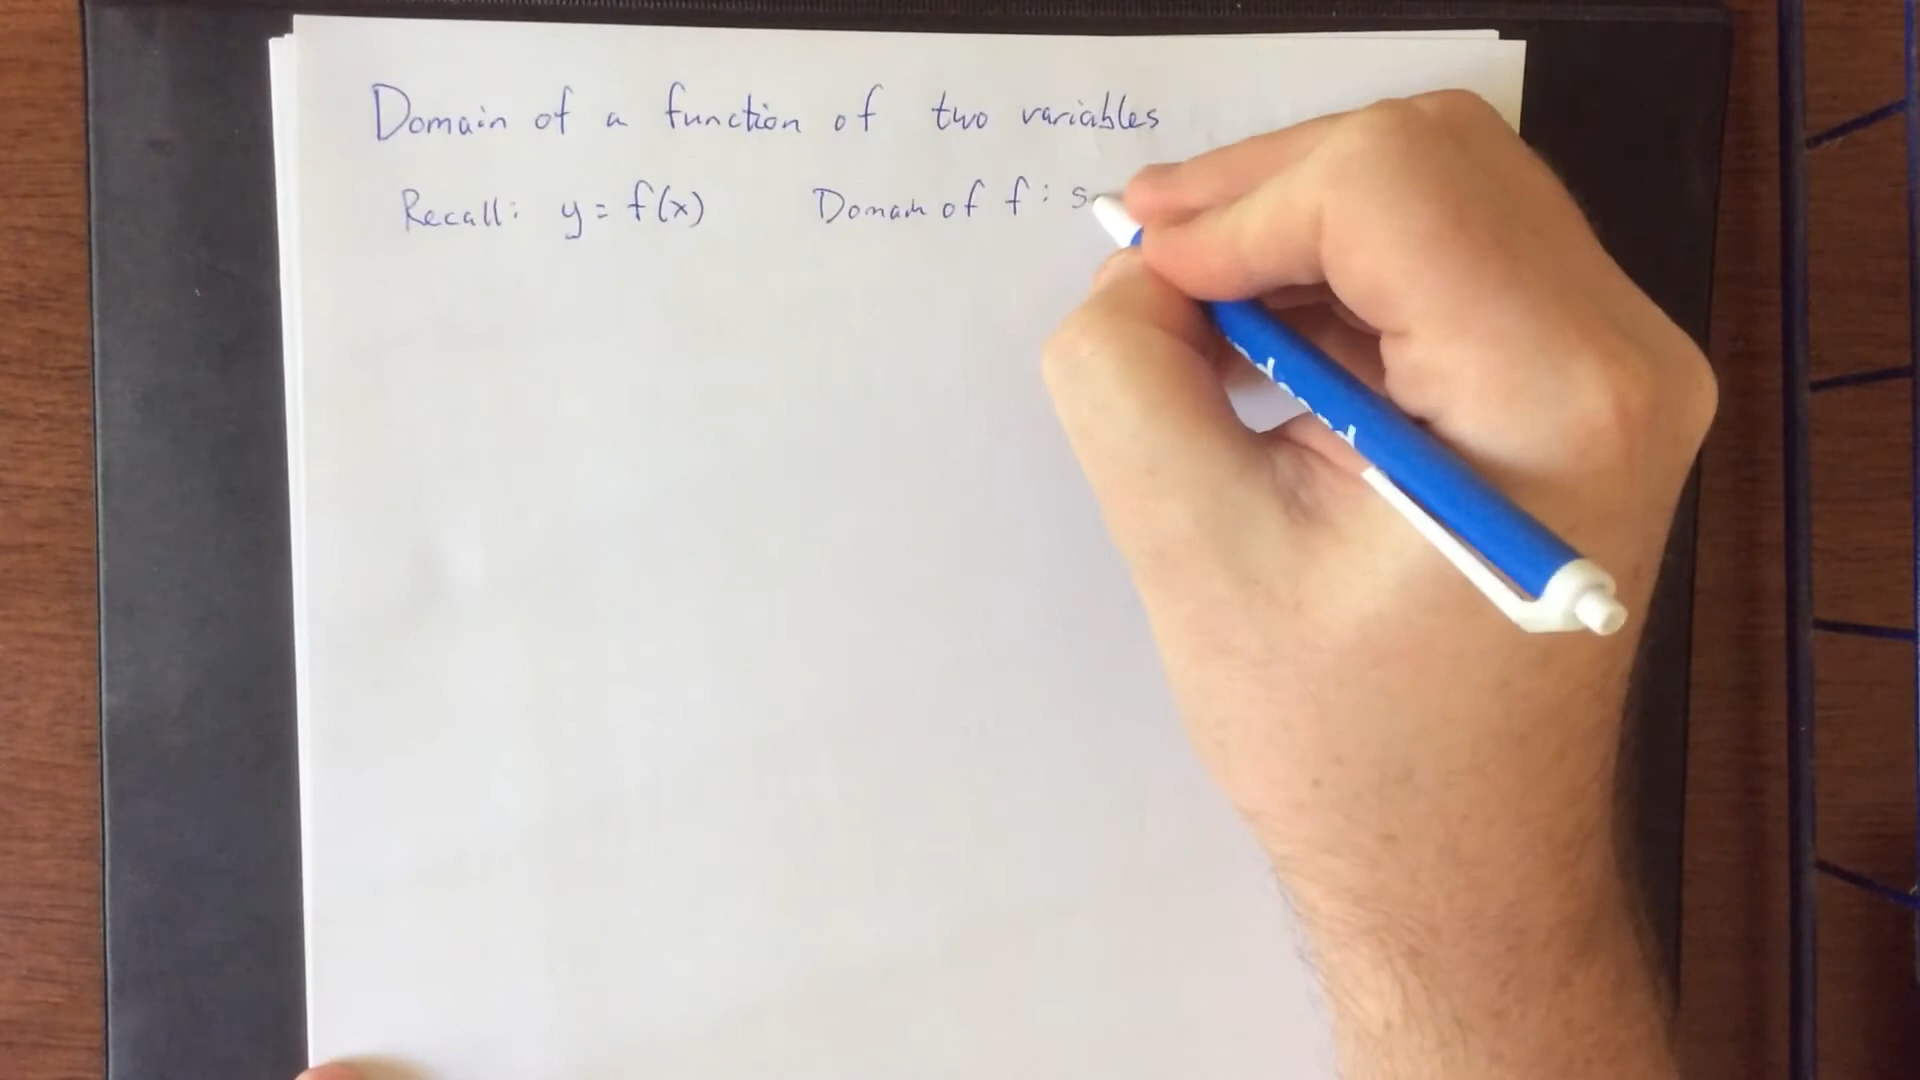 Domain of a function of two variables
Recall: y = f(x) Domain of f: s